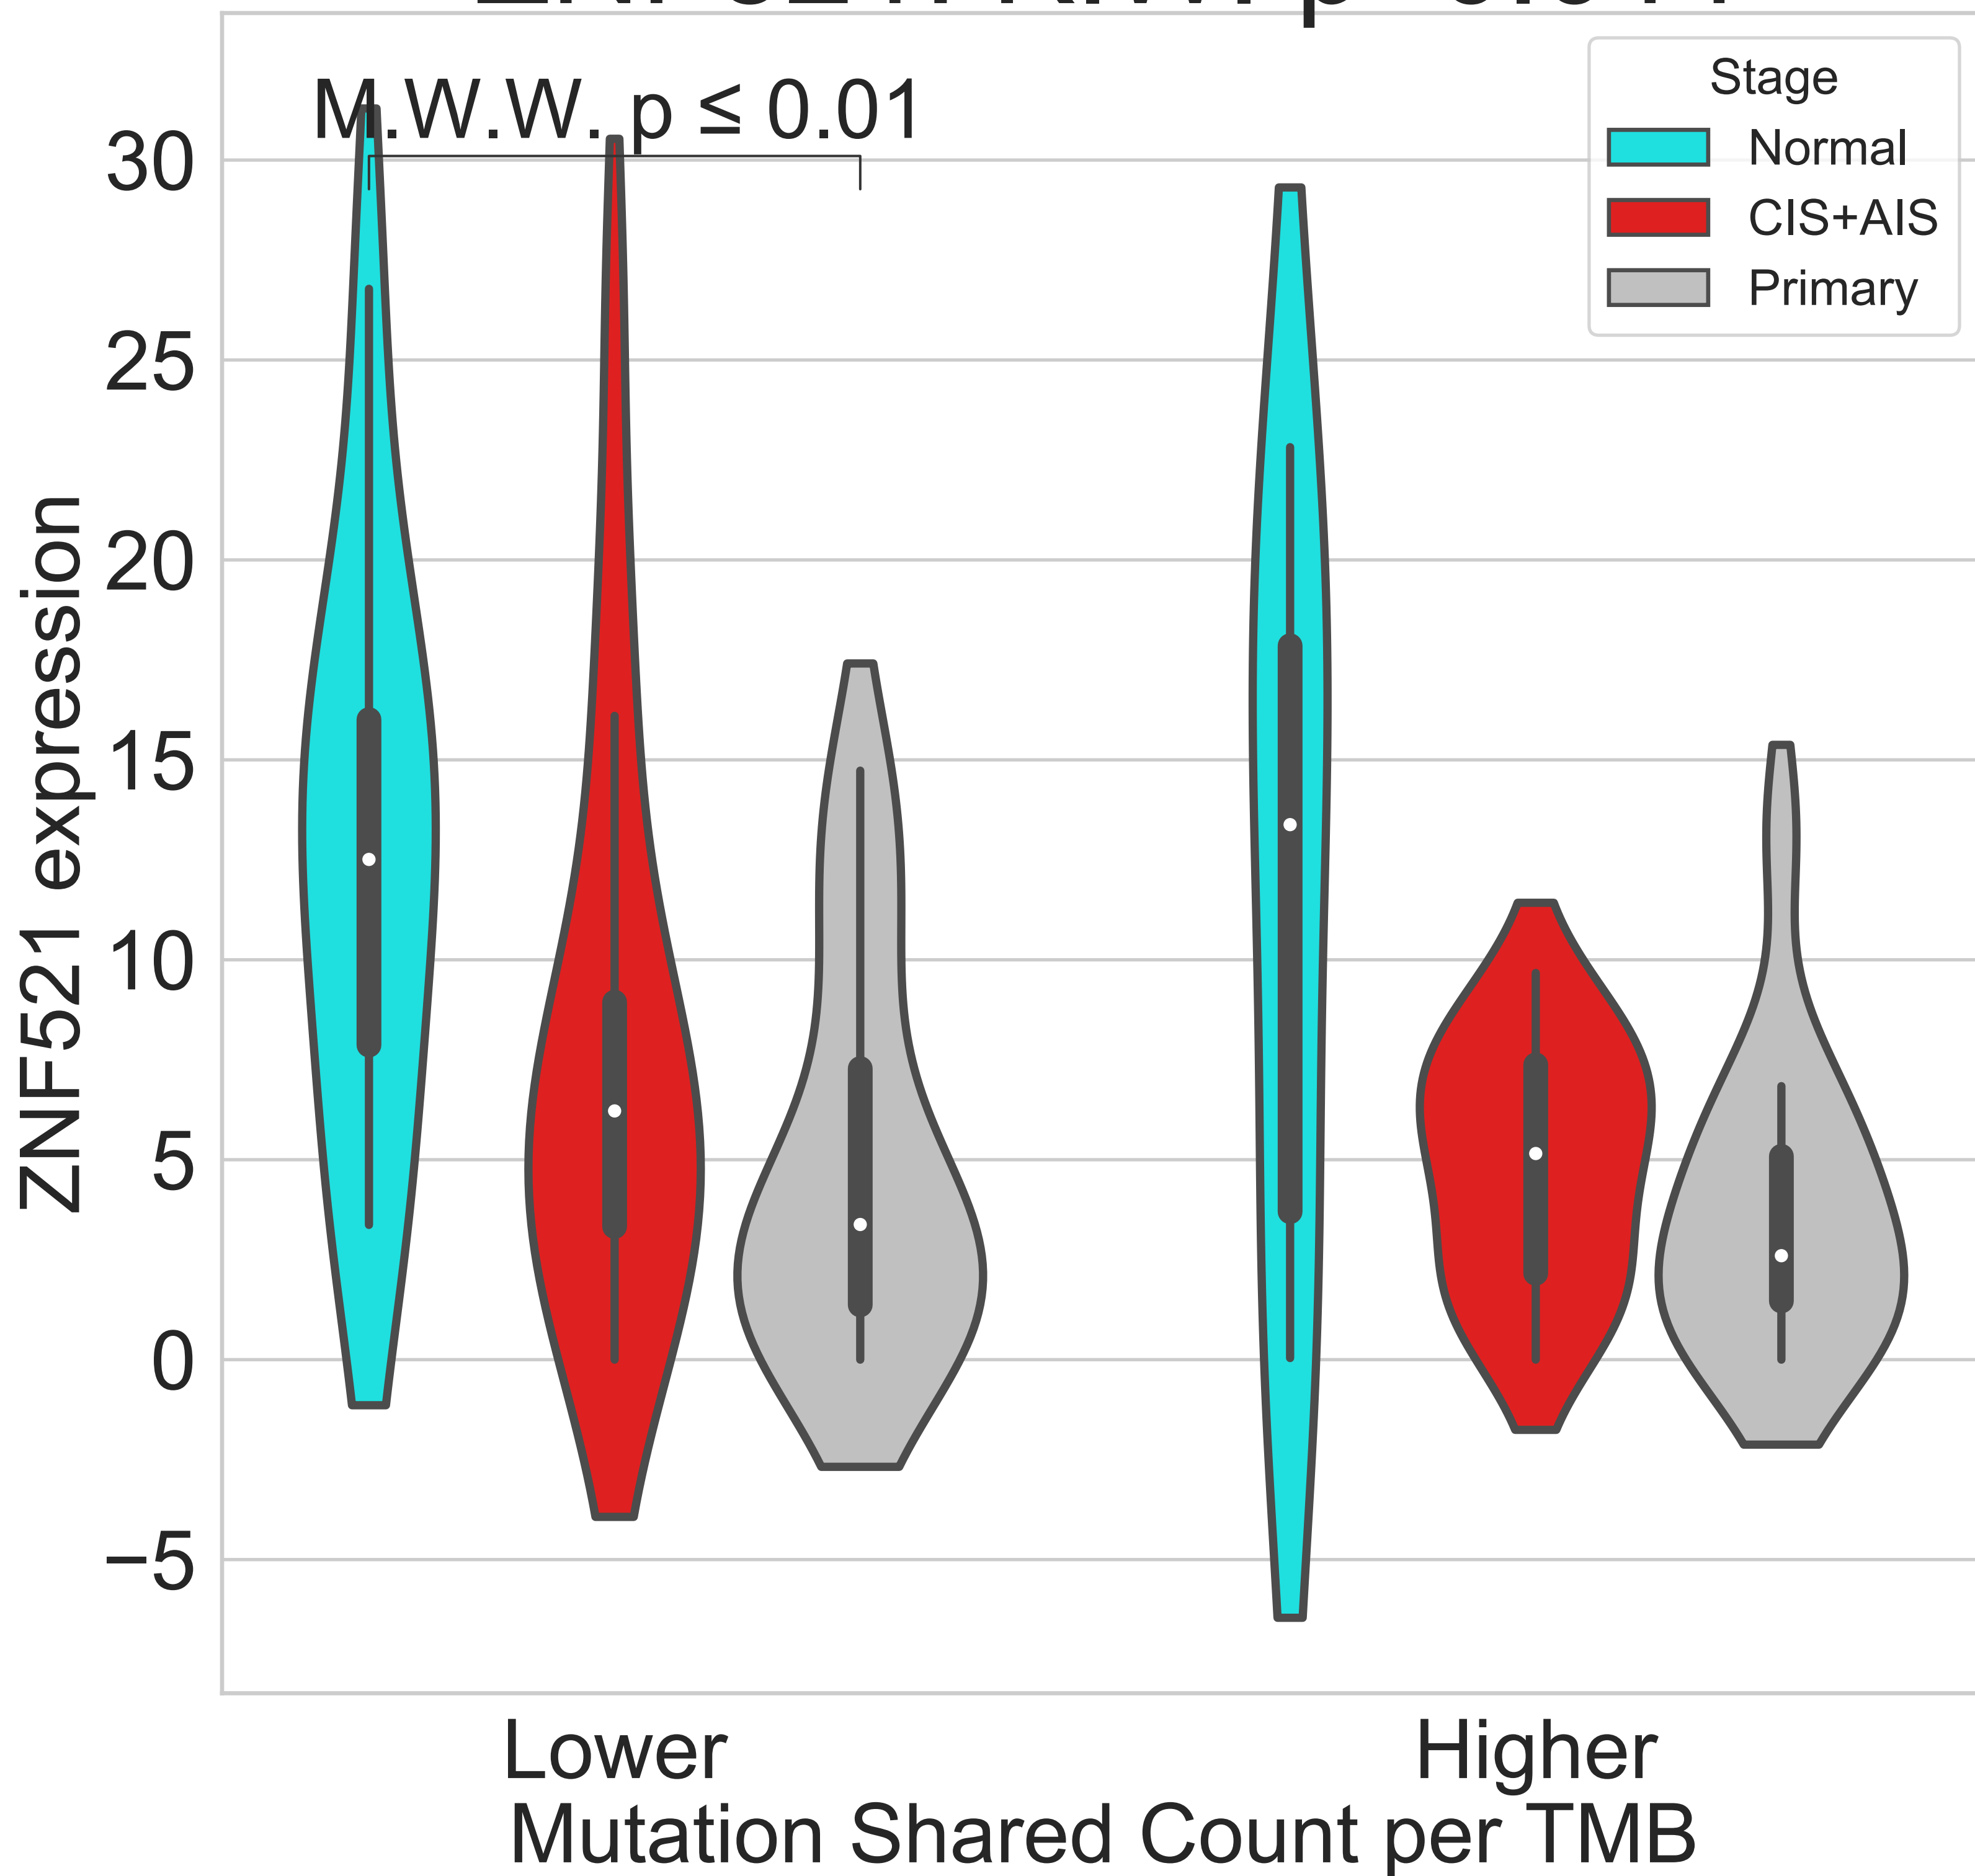 M.W.W. p ≤ 0.01
Stage
Normal
CIS+AIS
Primary
30
25
20
15
10
5
0
−5
ZNF521 expression
Lower
Higher
Mutation Shared Count per TMB